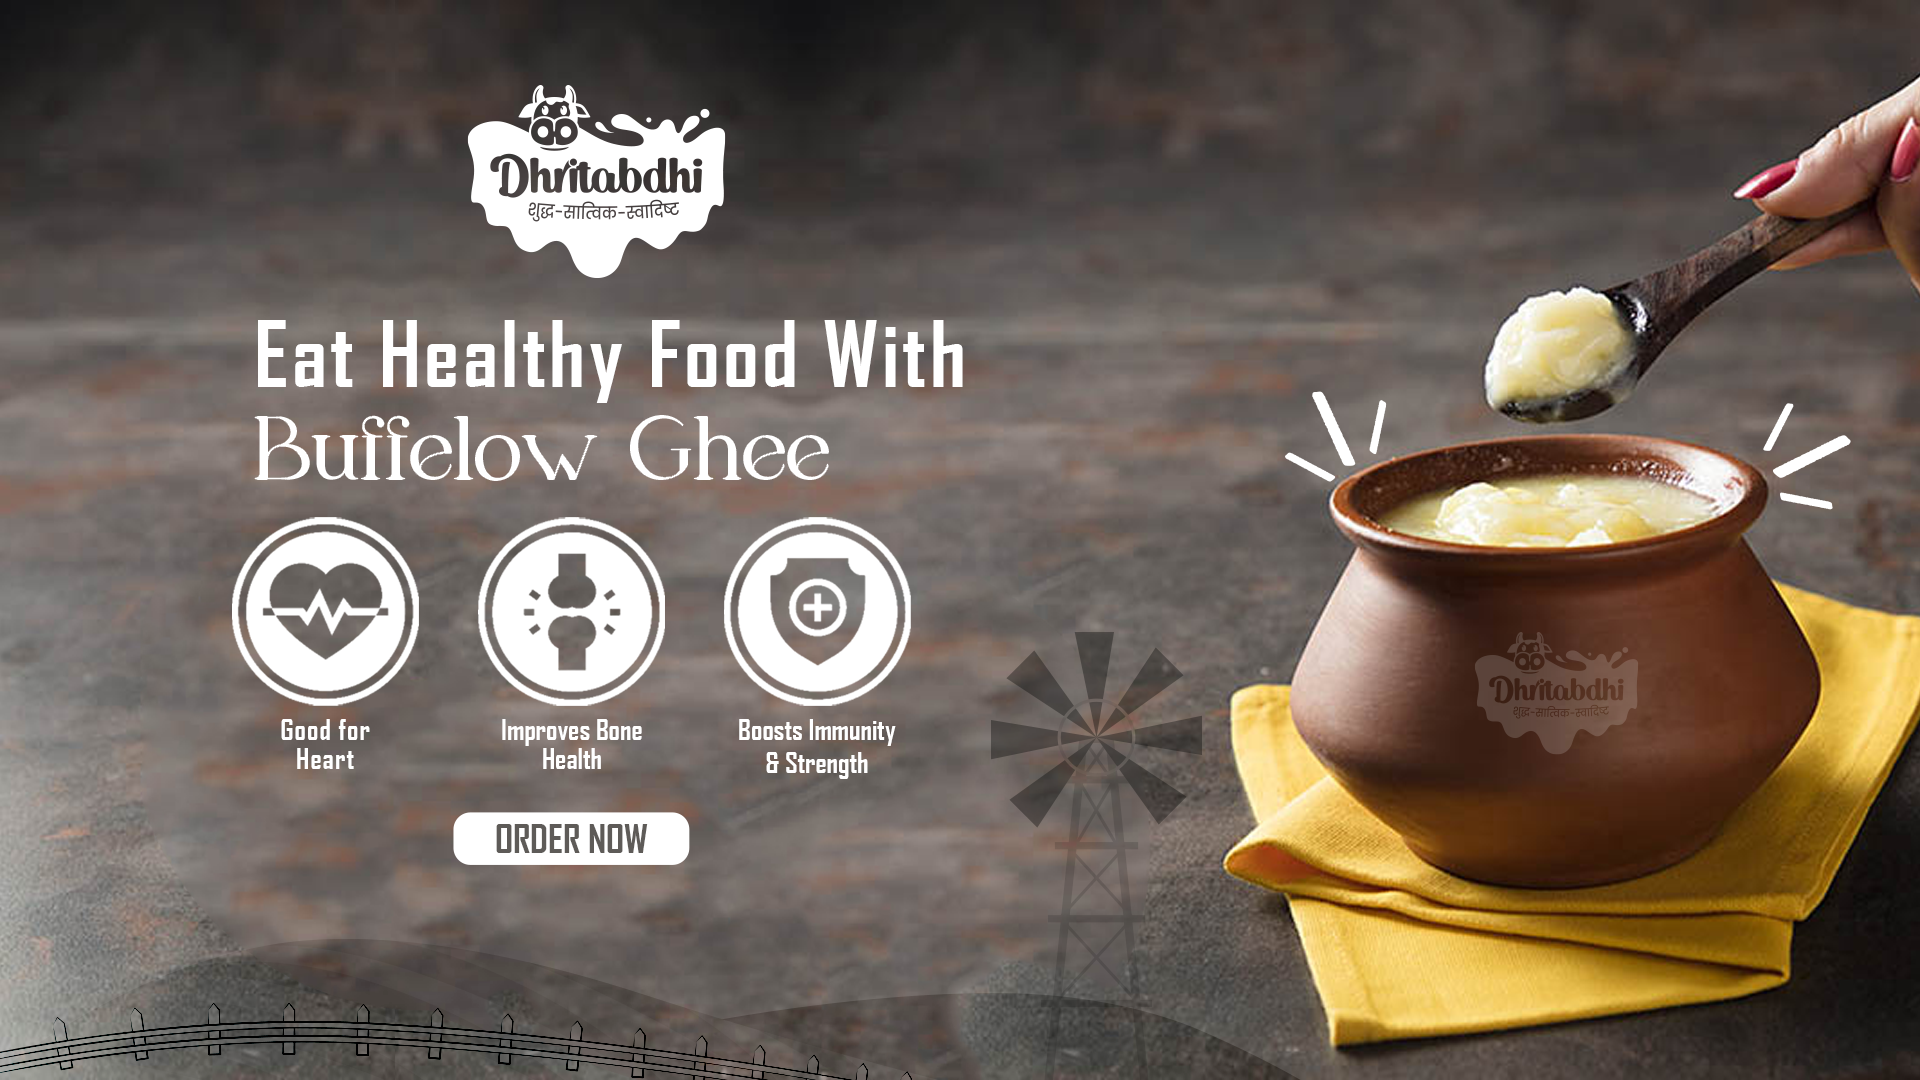 Dhritabdhi
शुद्ध-सात्विक-स्वादिष्ट
Eat Healthy Food With
Buffelow Ghee
Good for
Heart
Improves Bone
Health
Boosts Immunity
& Strength
ORDER NOW
Dhritabdhi
शुद्ध-सात्विक-स्वादिष्ट